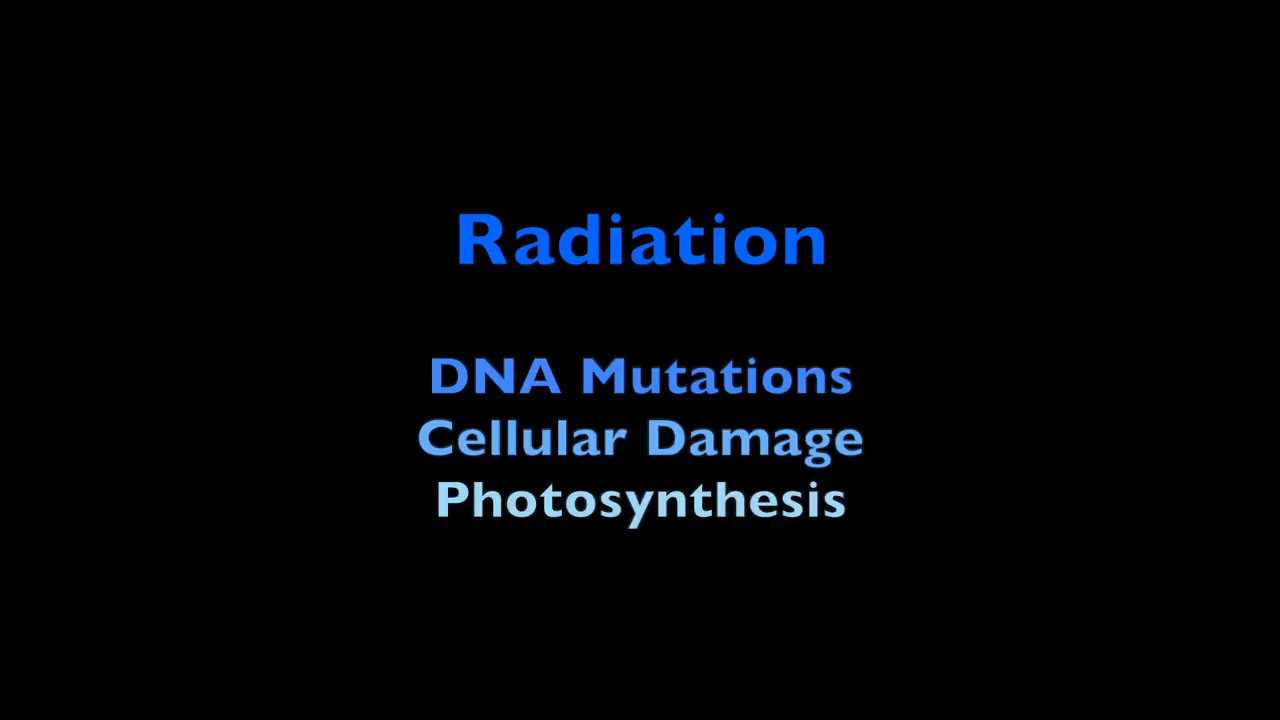 Radiation
DNA Mutations
Cellular Damage
Photosynthesis